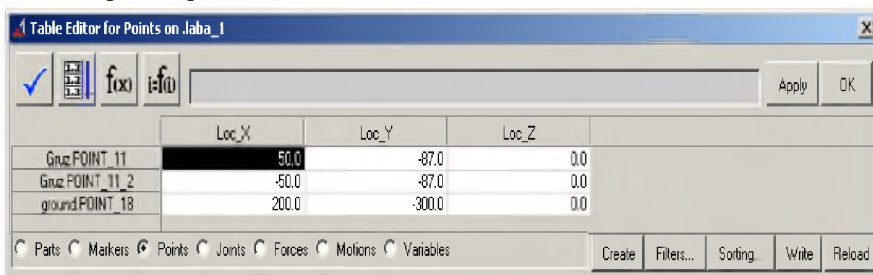 Table Editor for Points on .laba_1
f(x) i=f(i) Apply OK
Loc_X Loc_Y Loc_Z
Gruz.POINT_11 50.0 -87.0 0.0
Gruz.POINT_11_2 -50.0 -87.0 0.0
ground.POINT_18 200.0 -300.0 0.0
Parts Markers Points Joints Forces Motions Variables Create Filters... Sorting... Write Reload